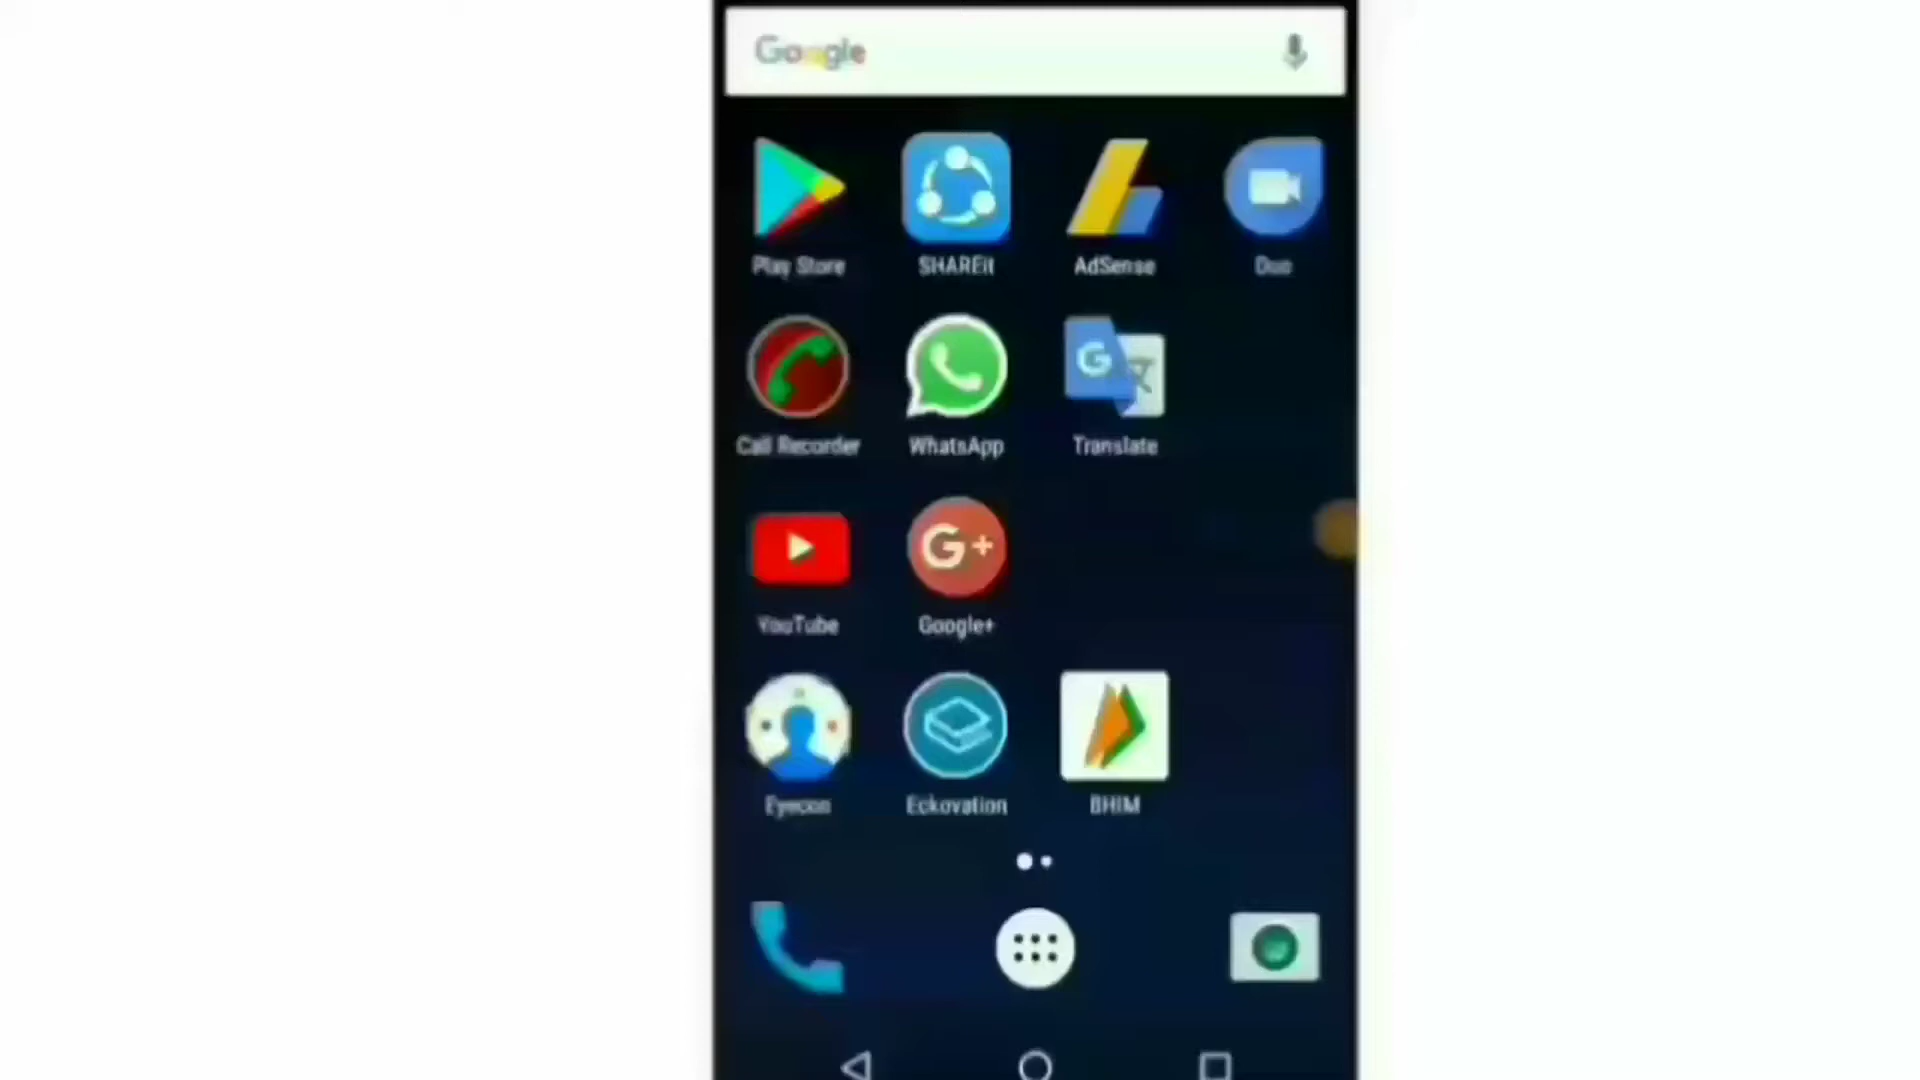 Google
Play Store SHAREit AdSense Duo
Call Recorder WhatsApp Translate
YouTube Google+
Eyecon Eckovation BHIM